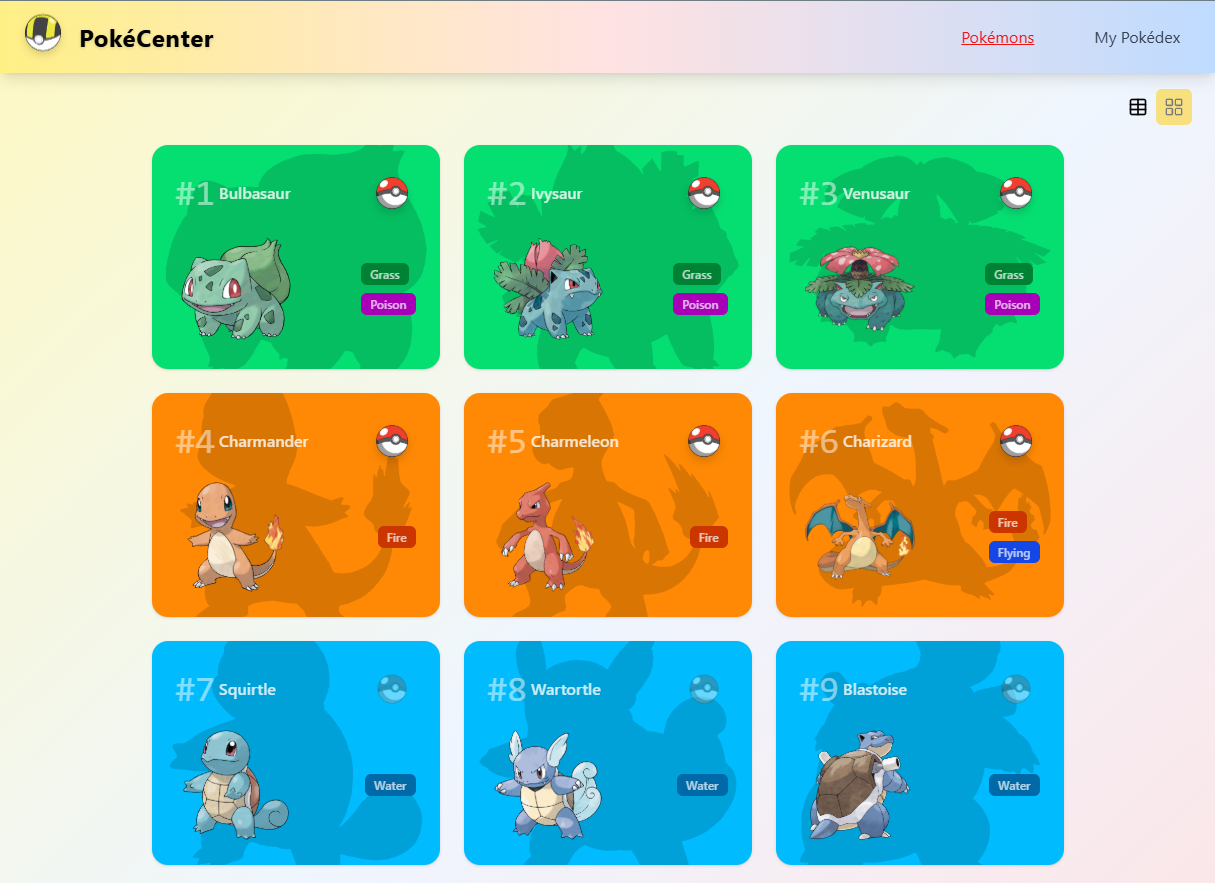 PokéCenter
Pokémons
My Pokédex
#1 Bulbasaur
Grass
Poison
#2 Ivysaur
Grass
Poison
#3 Venusaur
Grass
Poison
#4 Charmander
Fire
#5 Charmeleon
Fire
#6 Charizard
Fire
Flying
#7 Squirtle
Water
#8 Wartortle
Water
#9 Blastoise
Water